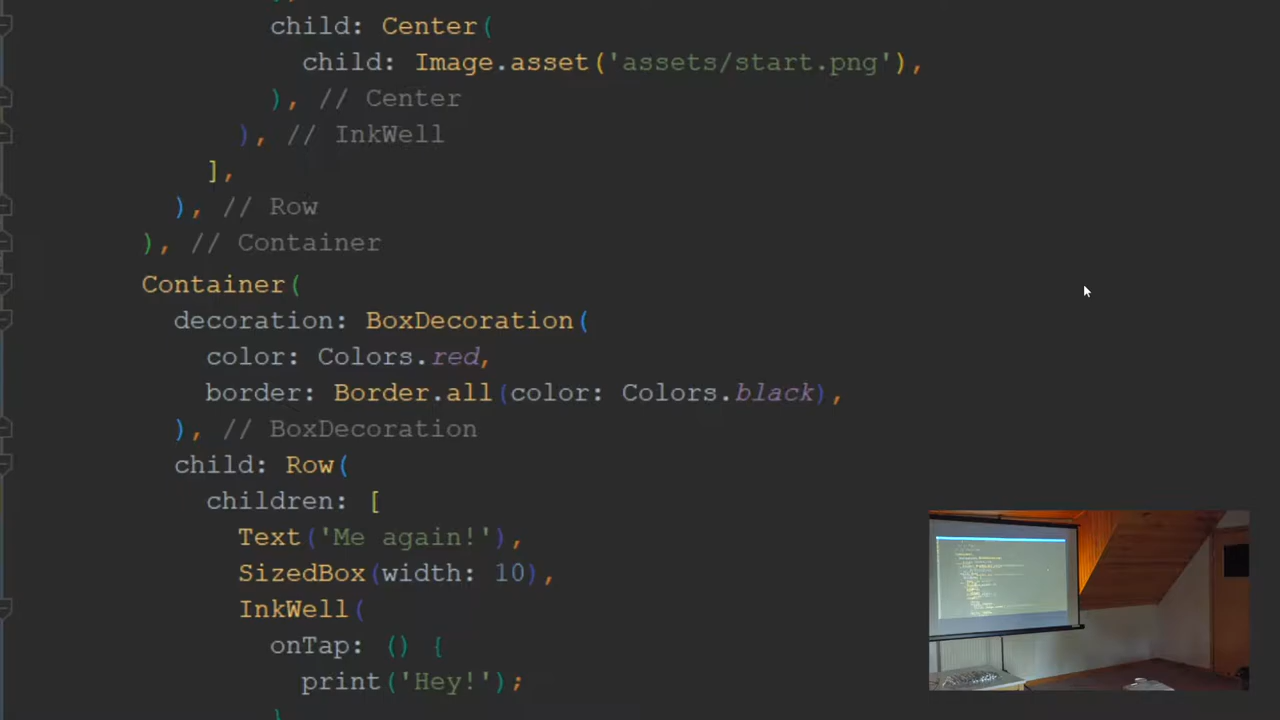 child: Center(
child: Image.asset('assets/start.png'),
), // Center
), // InkWell
],
), // Row
), // Container
Container(
decoration: BoxDecoration(
color: Colors.red,
border: Border.all(color: Colors.black),
), // BoxDecoration
child: Row(
children: [
Text('Me again!'),
SizedBox(width: 10),
InkWell(
onTap: () {
print('Hey!');
}